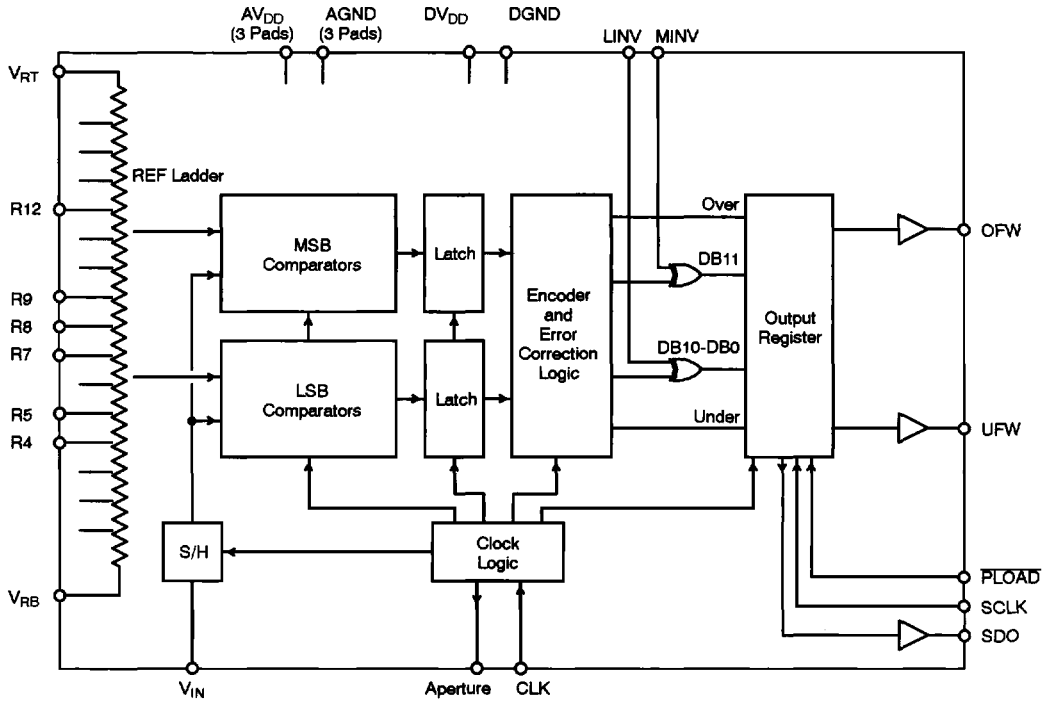 AVDD
(3 Pads)
AGND
(3 Pads)
DVDD
DGND
LINV
MINV
VRT
REF Ladder
R12
R9
R8
R7
R5
R4
VRB
MSB
Comparators
Latch
LSB
Comparators
Latch
Encoder
and
Error
Correction
Logic
Over
DB11
DB10-DB0
Under
Output
Register
OFW
UFW
S/H
Clock
Logic
PLOAD
SCLK
SDO
VIN
Aperture
CLK